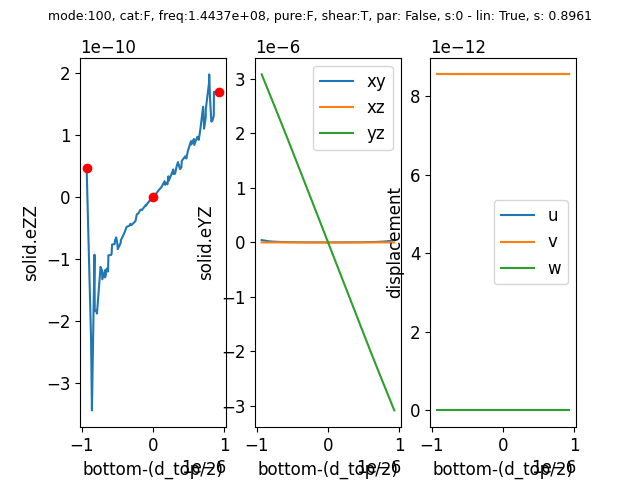 mode:100, cat:F, freq:1.4437e+08, pure:F, shear:T, par: False, s:0 - lin: True, s: 0.8961
1e−10
2
1
0
−1
−2
−3
solid.eZZ
−1 0 1
1e−6
bottom-(d_top/2)
1e−6
3
2
1
0
−1
−2
−3
solid.eYZ
xy
xz
yz
−1 0 1
1e−6
bottom-(d_top/2)
1e−12
8
6
4
2
0
displacement
u
v
w
−1 0 1
1e−6
bottom-(d_top/2)